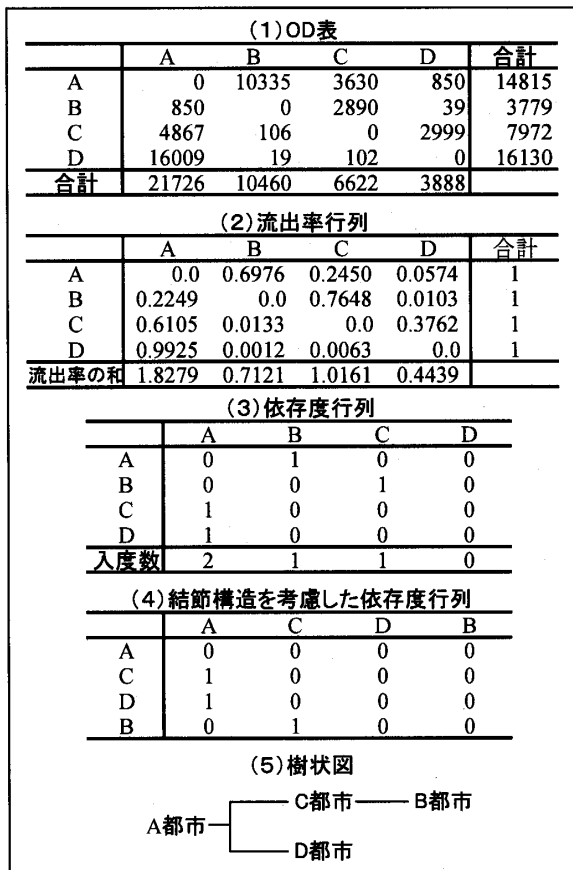 (1)OD表
A B C D 合計
A 0 10335 3630 850 14815
B 850 0 2890 39 3779
C 4867 106 0 2999 7972
D 16009 19 102 0 16130
合計 21726 10460 6622 3888
(2)流出率行列
A B C D 合計
A 0.0 0.6976 0.2450 0.0574 1
B 0.2249 0.0 0.7648 0.0103 1
C 0.6105 0.0133 0.0 0.3762 1
D 0.9925 0.0012 0.0063 0.0 1
流出率の和 1.8279 0.7121 1.0161 0.4439
(3)依存度行列
A B C D
A 0 1 0 0
B 0 0 1 0
C 1 0 0 0
D 1 0 0 0
入度数 2 1 1 0
(4)結節構造を考慮した依存度行列
A C D B
A 0 0 0 0
C 1 0 0 0
D 1 0 0 0
B 0 1 0 0
(5)樹状図
C都市 B都市
A都市
D都市